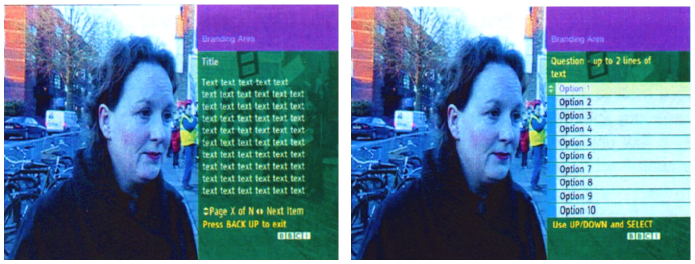 Branding Area
Title
Text text text text text
text text text text text text
text text text text text text
text text text text text text
text text text text text text
text text text text text text
text text text text text text
text text text text text text
text text text text text text
text text text text text text
Page X of N Next Item
Press BACK UP to exit
BBCi
Branding Area
Question - up to 2 lines of
text
Option 1
Option 2
Option 3
Option 4
Option 5
Option 6
Option 7
Option 8
Option 9
Option 10
Use UP/DOWN and SELECT
BBCi